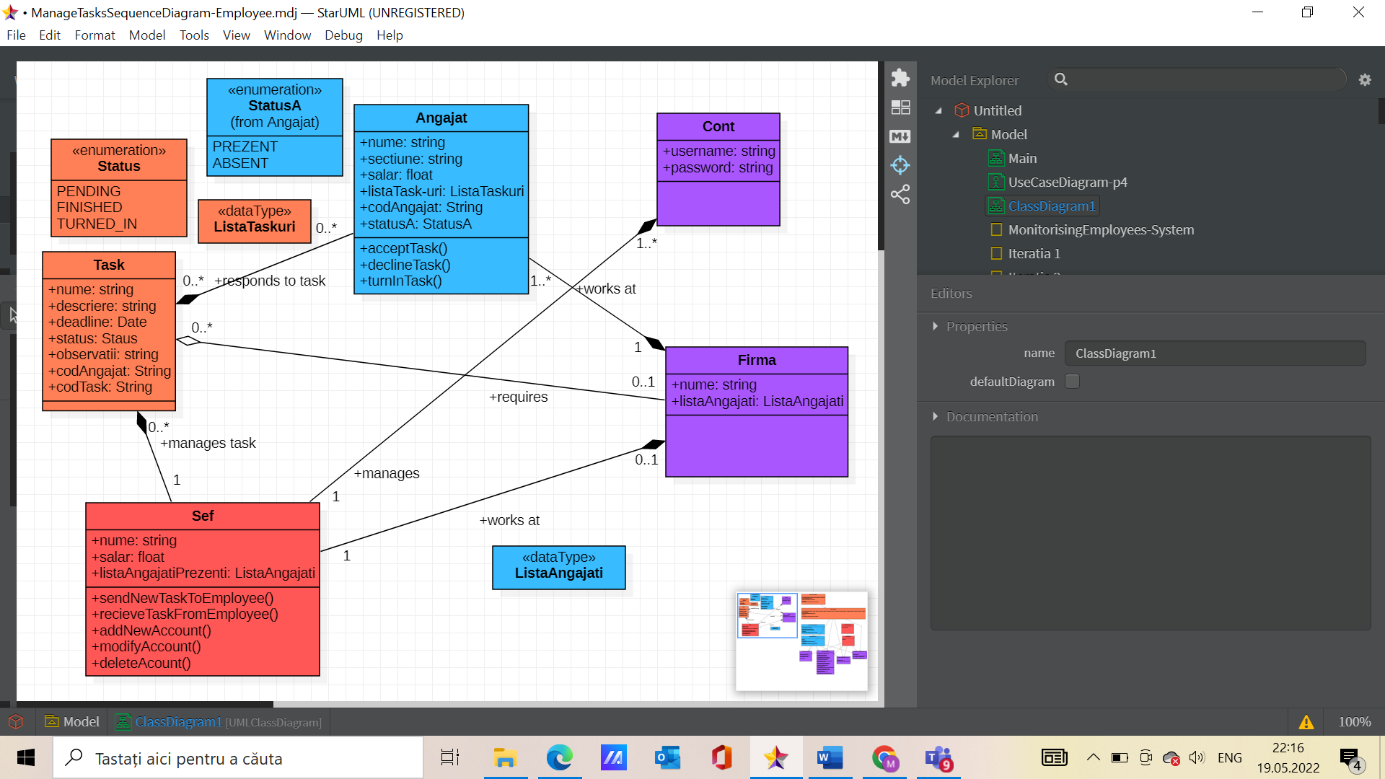 • ManageTasksSequenceDiagram-Employee.mdj — StarUML (UNREGISTERED)
File Edit Format Model Tools View Window Debug Help
«enumeration»
StatusA
(from Angajat)
PREZENT
ABSENT
«enumeration»
Status
PENDING
FINISHED
TURNED_IN
«dataType»
ListaTaskuri
Angajat
+nume: string
+sectiune: string
+salar: float
+listaTask-uri: ListaTaskuri
+codAngajat: String
+statusA: StatusA
+acceptTask()
+declineTask()
+turnInTask()
Cont
+username: string
+password: string
Task
+nume: string
+descriere: string
+deadline: Date
+status: Staus
+observatii: string
+codAngajat: String
+codTask: String
0..*
0..*
+responds to task
1..*
+works at
1..*
1
0..*
0..1
+requires
Firma
+nume: string
+listaAngajati: ListaAngajati
0..*
+manages task
1
+manages
1
0..1
+works at
1
Sef
+nume: string
+salar: float
+listaAngajatiPrezenti: ListaAngajati
+sendNewTaskToEmployee()
+recieveTaskFromEmployee()
+addNewAccount()
+modifyAccount()
+deleteAcount()
«dataType»
ListaAngajati
Model Explorer
Untitled
Model
Main
UseCaseDiagram-p4
ClassDiagram1
MonitorisingEmployees-System
Iteratia 1
Editors
Properties
name ClassDiagram1
defaultDiagram
Documentation
Model ClassDiagram1 [UMLClassDiagram]
100%
Tastați aici pentru a căuta
ENG
22:16
19.05.2022
9
4